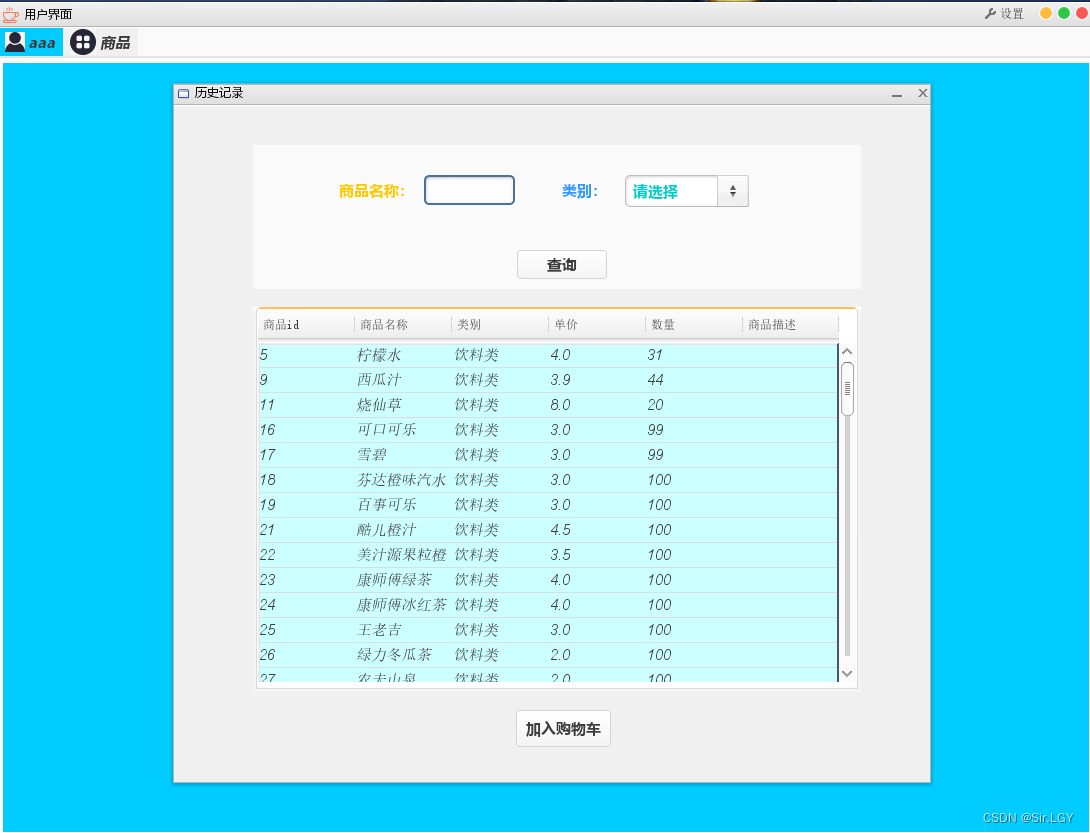 用户界面 设置
aaa 商品
历史记录
商品名称： 类别： 请选择
查询
商品id 商品名称 类别 单价 数量 商品描述
5 柠檬水 饮料类 4.0 31
9 西瓜汁 饮料类 3.9 44
11 烧仙草 饮料类 8.0 20
16 可口可乐 饮料类 3.0 99
17 雪碧 饮料类 3.0 99
18 芬达橙味汽水 饮料类 3.0 100
19 百事可乐 饮料类 3.0 100
21 酷儿橙汁 饮料类 4.5 100
22 美汁源果粒橙 饮料类 3.5 100
23 康师傅绿茶 饮料类 4.0 100
24 康师傅冰红茶 饮料类 4.0 100
25 王老吉 饮料类 3.0 100
26 绿力冬瓜茶 饮料类 2.0 100
27 农夫山泉 饮料类 2.0 100
加入购物车
CSDN @Sir.LGY